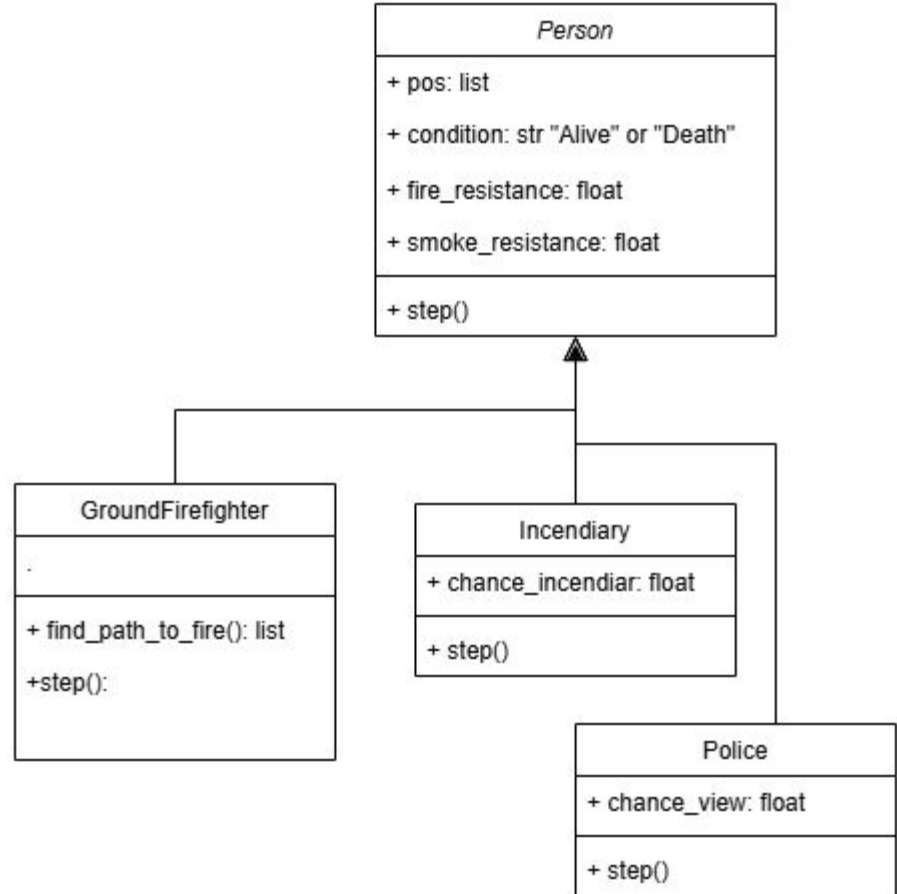 Person
+ pos: list
+ condition: str "Alive" or "Death"
+ fire_resistance: float
+ smoke_resistance: float
+ step()
GroundFirefighter
.
+ find_path_to_fire(): list
+step():
Incendiary
+ chance_incendiar: float
+ step()
Police
+ chance_view: float
+ step()